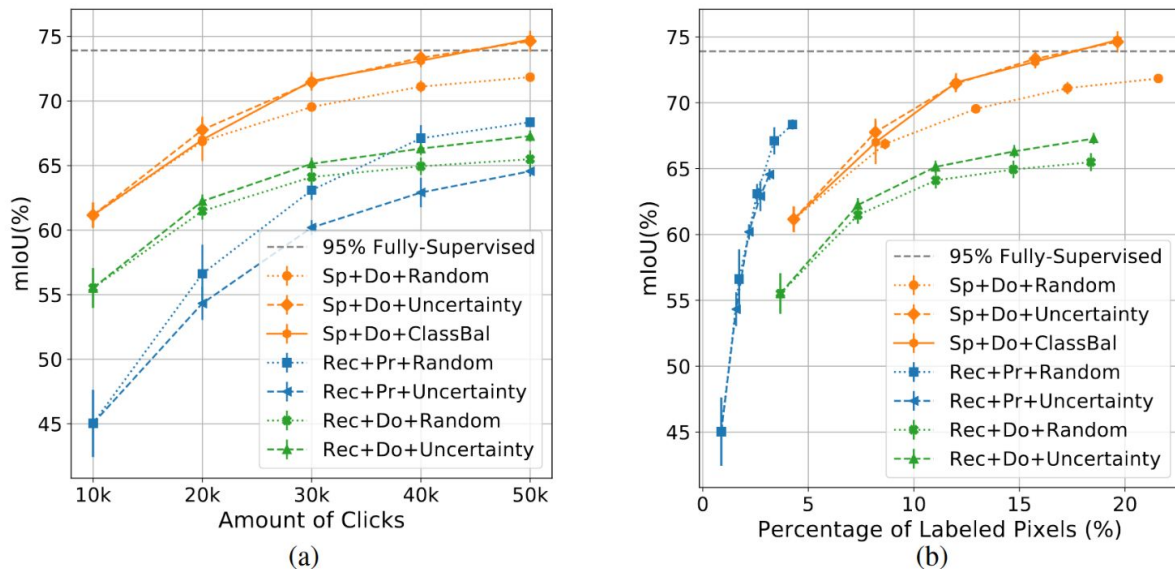 75
70
65
60
55
50
45
mIoU(%)
95% Fully-Supervised
Sp+Do+Random
Sp+Do+Uncertainty
Sp+Do+ClassBal
Rec+Pr+Random
Rec+Pr+Uncertainty
Rec+Do+Random
Rec+Do+Uncertainty
10k 20k 30k 40k 50k
Amount of Clicks
(a)
75
70
65
60
55
50
45
mIoU(%)
95% Fully-Supervised
Sp+Do+Random
Sp+Do+Uncertainty
Sp+Do+ClassBal
Rec+Pr+Random
Rec+Pr+Uncertainty
Rec+Do+Random
Rec+Do+Uncertainty
0 5 10 15 20
Percentage of Labeled Pixels (%)
(b)